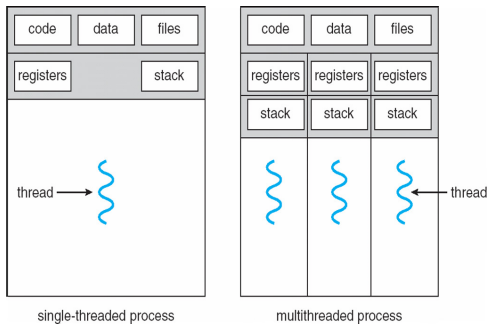 code data files
registers stack
thread
single-threaded process
code data files
registers registers registers
stack stack stack
thread
multithreaded process